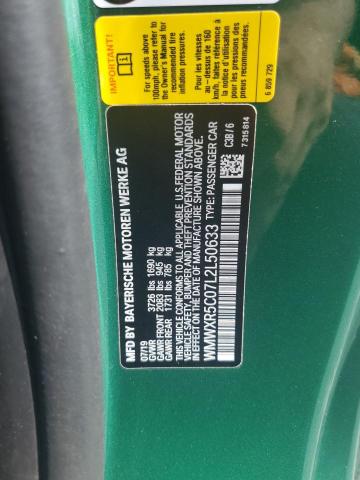 IMPORTANT!
For speeds above
100mph, please refer to
the Owner's Manual for
recommended tire
inflation pressures.
Pour les vitesses
au - dessus de 160
km/h, faites référence à
la notice d'utilisation
pour les pressions des
pneus recommandées.
6 859 729
MFD BY BAYERISCHE MOTOREN WERKE AG
07/19
GVWR 3726 lbs 1690 kg
GAWR FRONT 2083 lbs 945 kg
GAWR REAR 1731 lbs 785 kg
THIS VEHICLE CONFORMS TO ALL APPLICABLE U.S.FEDERAL MOTOR
VEHICLE SAFETY, BUMPER AND THEFT PREVENTION STANDARDS
IN EFFECT ON THE DATE OF MANUFACTURE SHOWN ABOVE.
WMWXR5C07L2L50633 TYPE: PASSENGER CAR
C3B / 6
7315814